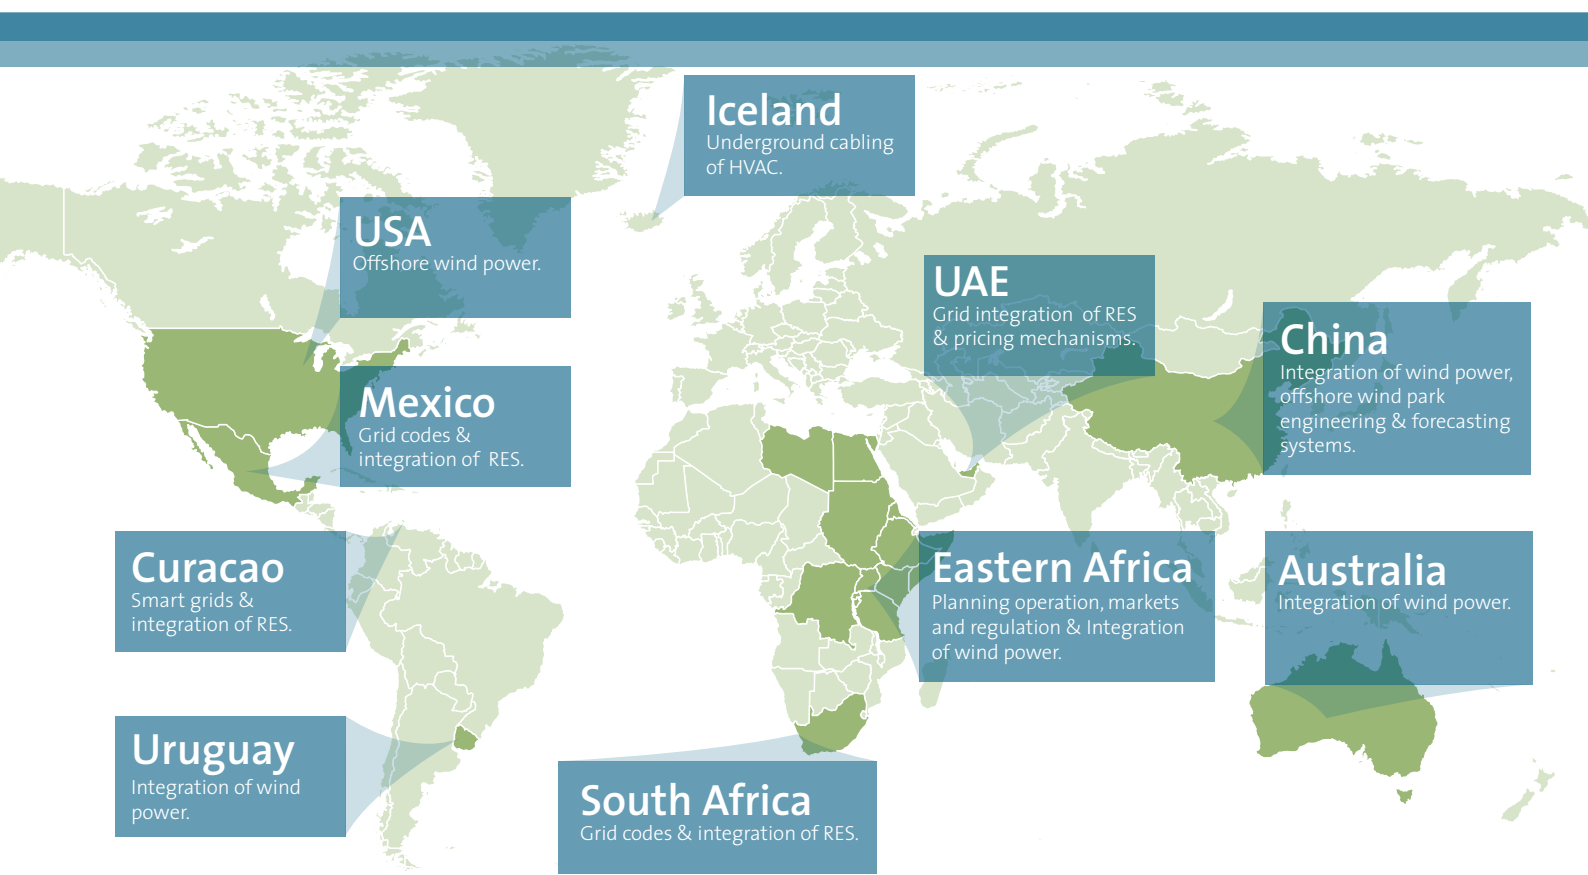 Iceland
Underground cabling
of HVAC.
USA
Offshore wind power.
UAE
Grid integration of RES
& pricing mechanisms.
China
Integration of wind power,
offshore wind park
engineering & forecasting
systems.
Mexico
Grid codes &
integration of RES.
Curacao
Smart grids &
integration of RES.
Eastern Africa
Planning operation, markets
and regulation & Integration
of wind power.
Australia
Integration of wind power.
Uruguay
Integration of wind
power.
South Africa
Grid codes & integration of RES.